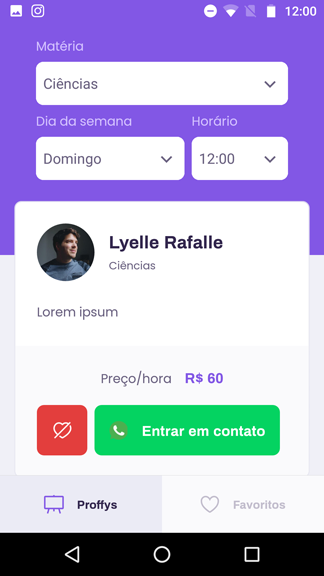 12:00
Matéria
Ciências
Dia da semana Horário
Domingo 12:00
Lyelle Rafalle
Ciências
Lorem ipsum
Preço/hora R$ 60
Entrar em contato
Proffys Favoritos